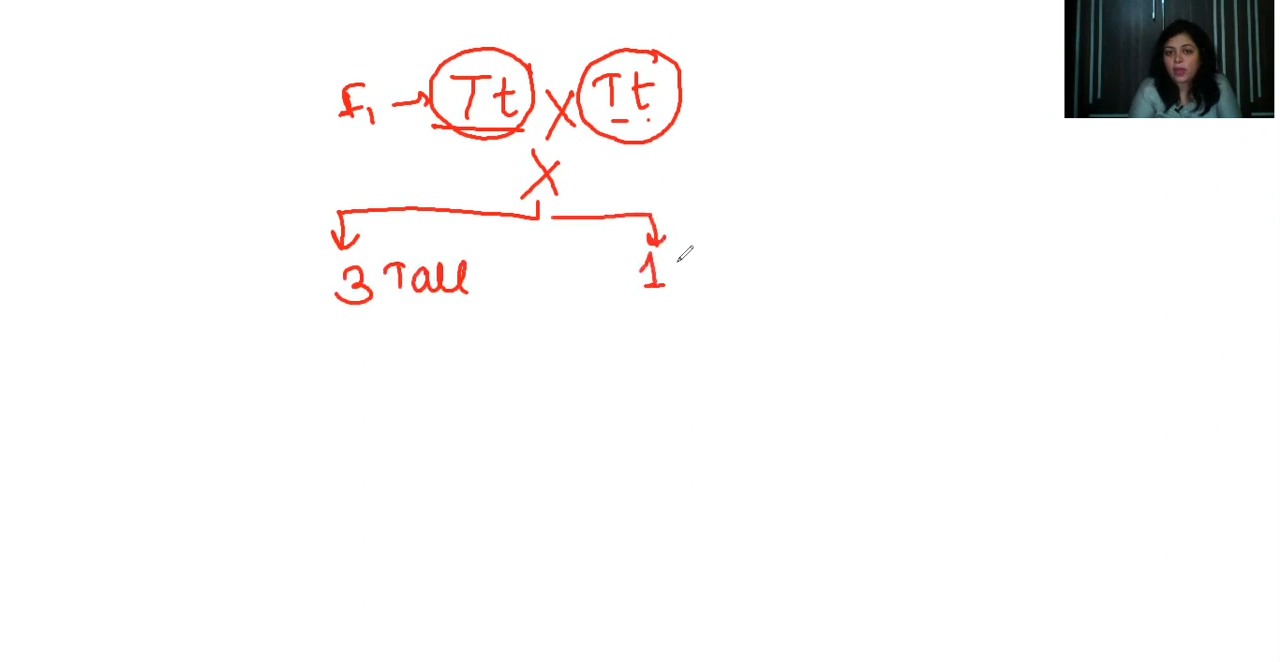 F₁ → Tt X Tt
X
3 Tall 1